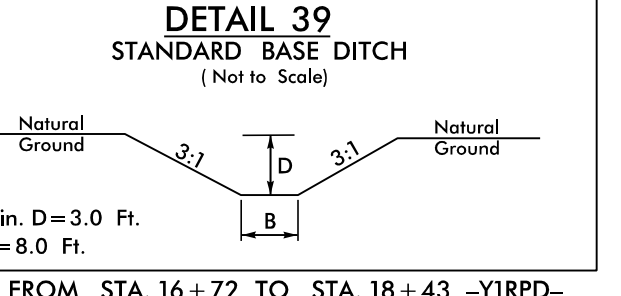 DETAIL 39
STANDARD BASE DITCH
( Not to Scale)
Natural
Ground
3:1
D
3:1
Natural
Ground
B
in. D=3.0 Ft.
=8.0 Ft.
FROM STA. 16+72 TO STA. 18+43 -Y1RPD-